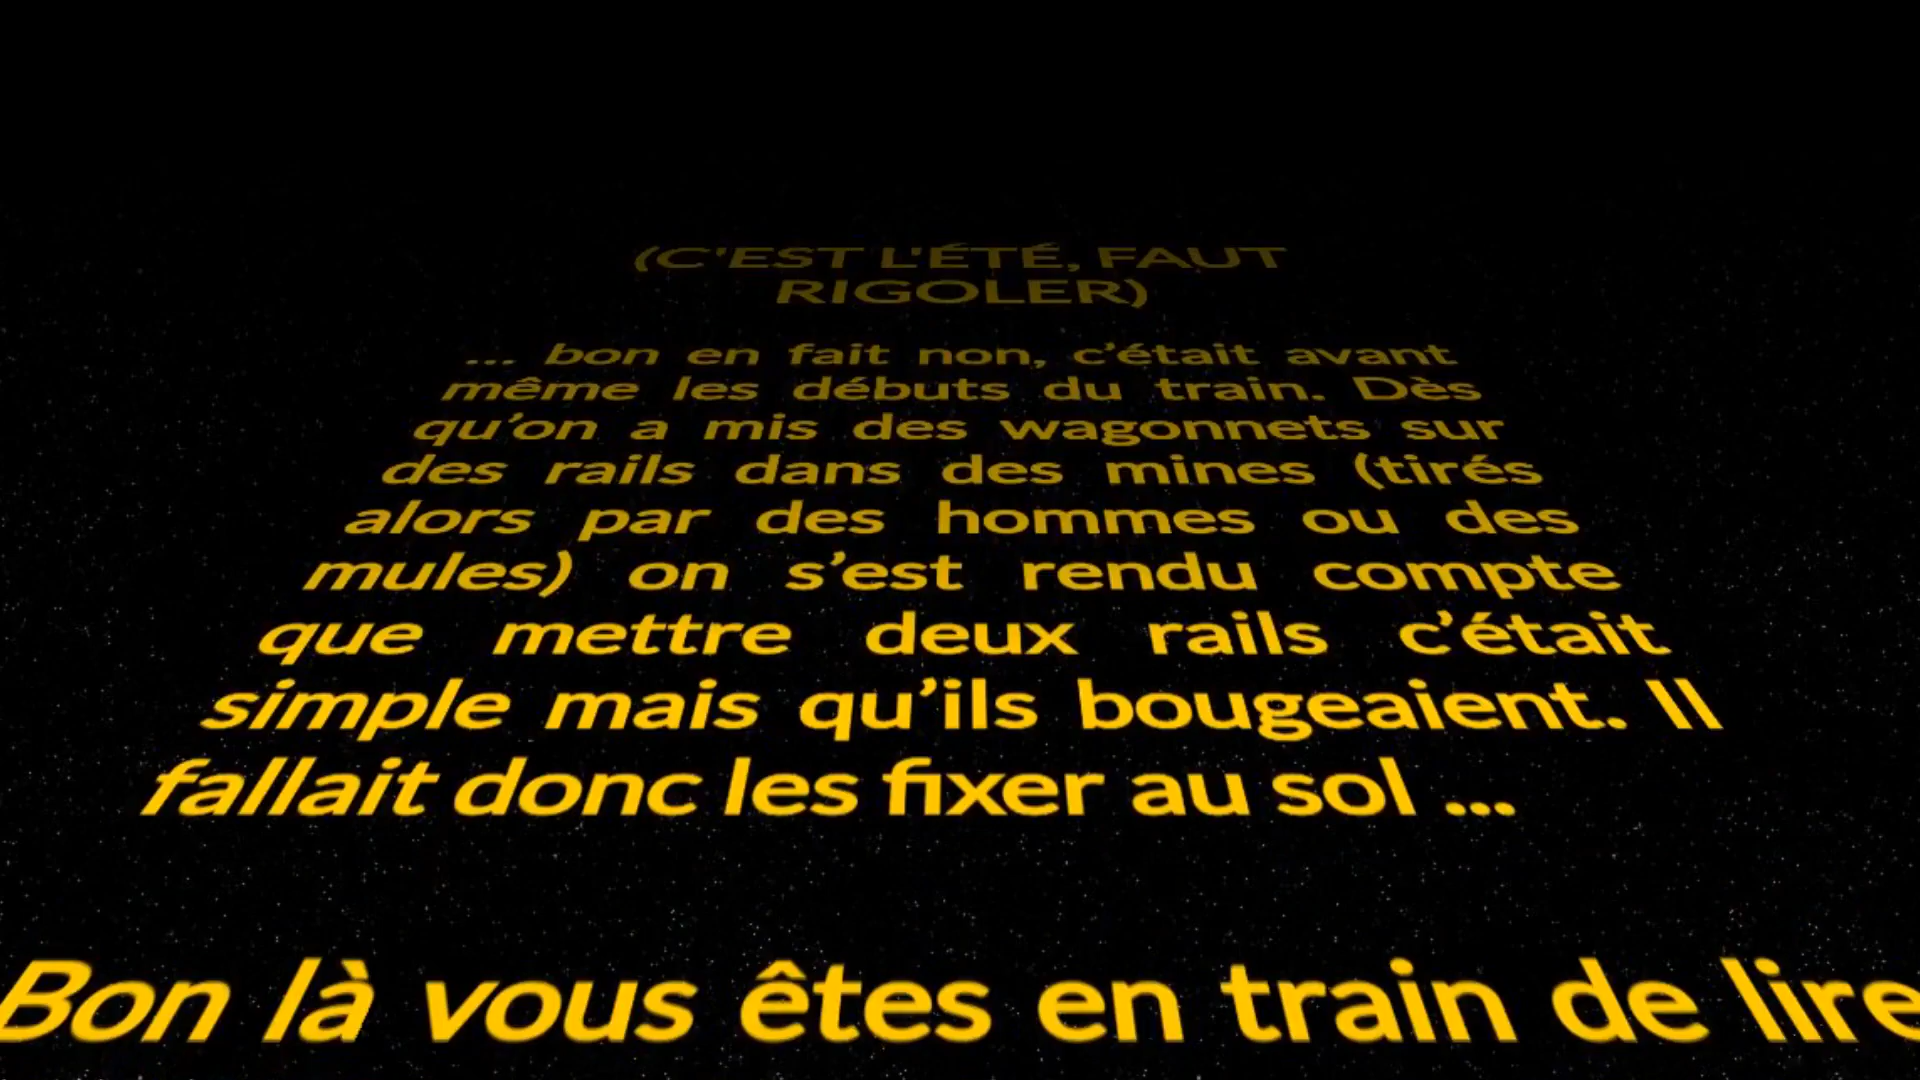 (C'EST L'ÉTÉ, FAUT
RIGOLER)
... bon en fait non, c’était avant
même les débuts du train. Dès
qu’on a mis des wagonnets sur
des rails dans des mines (tirés
alors par des hommes ou des
mules) on s’est rendu compte
que mettre deux rails c’était
simple mais qu’ils bougeaient. Il
fallait donc les fixer au sol ...
Bon là vous êtes en train de lire